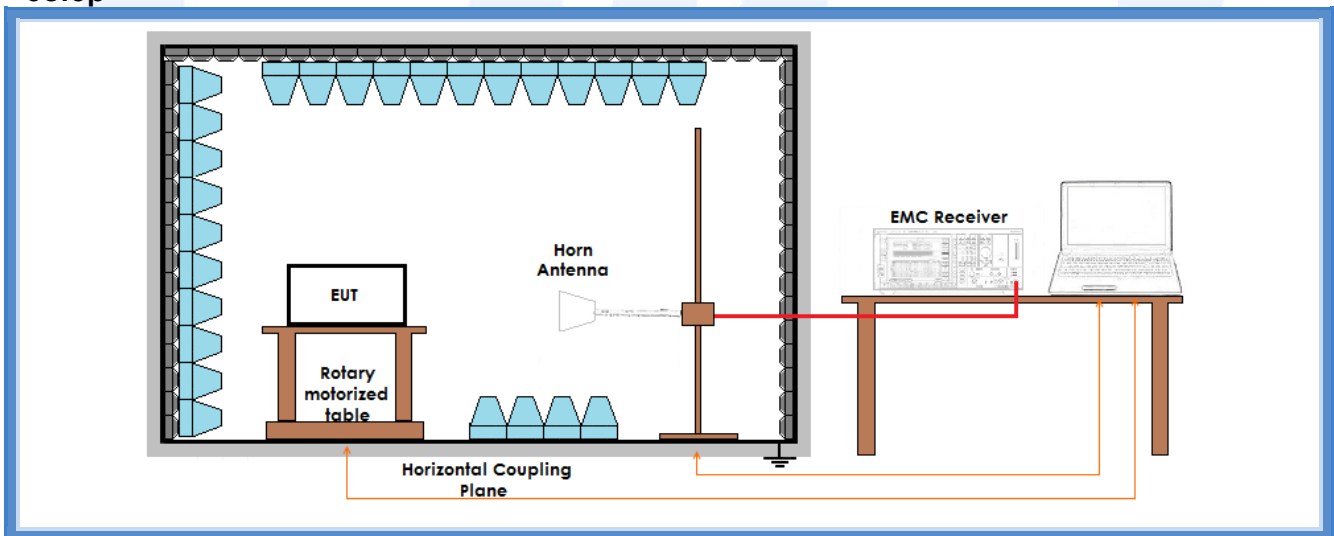 EMC Receiver
Horn
Antenna
EUT
Rotary
motorized
table
Horizontal Coupling
Plane